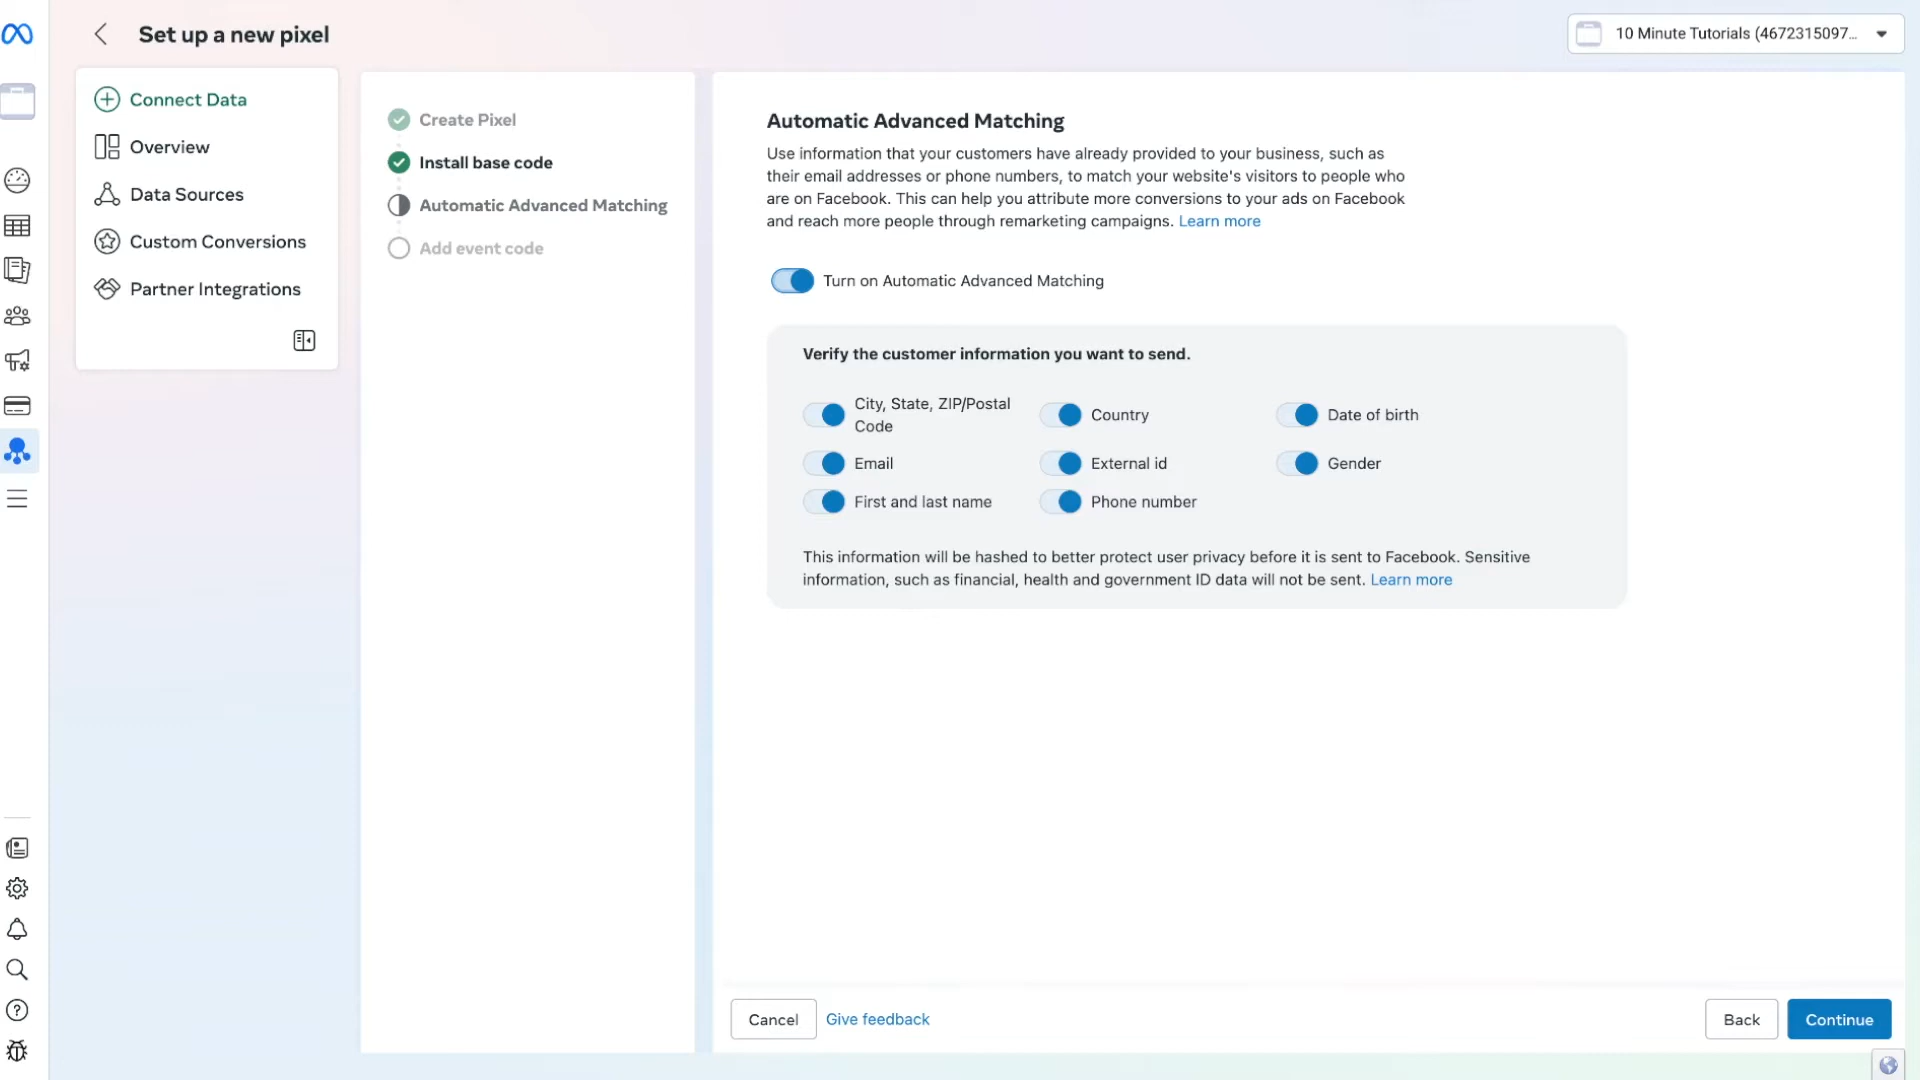 Set up a new pixel
10 Minute Tutorials (4672315097...
Connect Data
Overview
Data Sources
Custom Conversions
Partner Integrations
Create Pixel
Install base code
Automatic Advanced Matching
Add event code
Automatic Advanced Matching
Use information that your customers have already provided to your business, such as
their email addresses or phone numbers, to match your website's visitors to people who
are on Facebook. This can help you attribute more conversions to your ads on Facebook
and reach more people through remarketing campaigns. Learn more
Turn on Automatic Advanced Matching
Verify the customer information you want to send.
City, State, ZIP/Postal
Code
Country
Date of birth
Email
External id
Gender
First and last name
Phone number
This information will be hashed to better protect user privacy before it is sent to Facebook. Sensitive
information, such as financial, health and government ID data will not be sent. Learn more
Cancel
Give feedback
Back
Continue